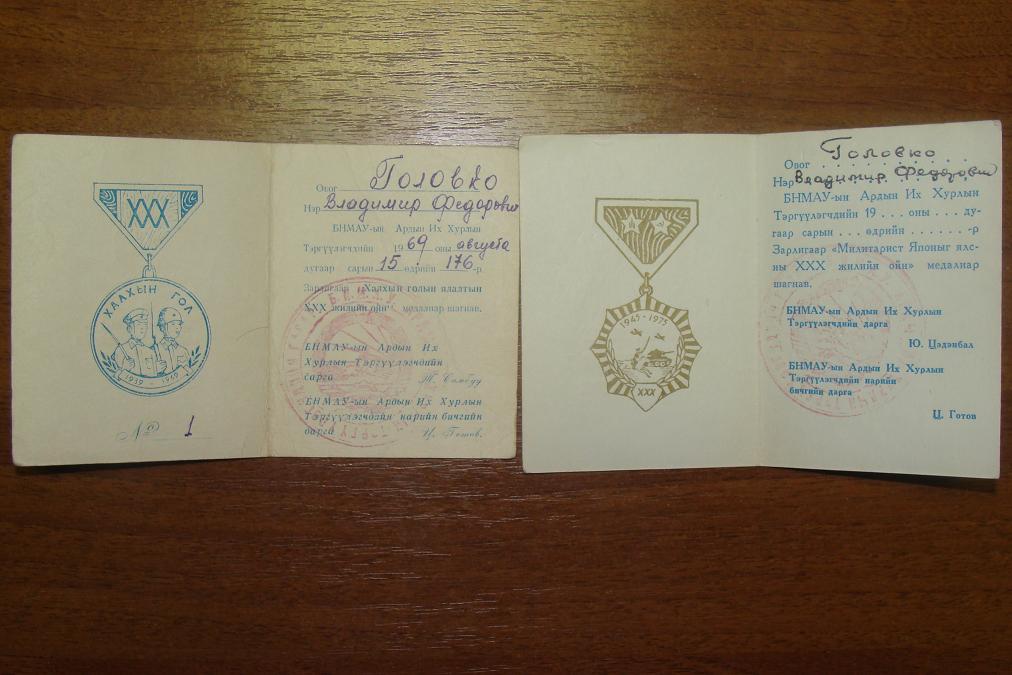 XXX
ХАЛХЫН ГОЛ
1939 - 1969
№ 1
Овог Головко
Нэр Владимир Федорович
БНМАУ-ын Ардын Их Хурлын
Тэргүүлэгчдийн 1969 оны августа
дугаар сарын 15 өдрийн 176-р
Зарлигаар „Халхын голын ялалтын
XXX жилийн ойн“ медалиар шагнав.
БНМАУ-ын Ардын Их
Хурлын Тэргүүлэгчдийн
дарга Ж. Самбуу
БНМАУ-ын Ардын Их Хурлын
Тэргүүлэгчдийн нарийн бичгийн
дарга Ц. Готов.
1945-1975
XXX
Овог Головко
Нэр Владимир Федорович
БНМАУ-ын Ардын Их Хурлын
Тэргүүлэгчдийн 19 . . . оны . . . ду-
гаар сарын . . . өдрийн . . . . . . -р
Зарлигаар «Милитарист Японыг ялс-
ны XXX жилийн ойн» медалиар
шагнав.
БНМАУ-ын Ардын Их Хурлын
Тэргүүлэгчдийн дарга
Ю. Цэдэнбал
БНМАУ-ын Ардын Их Хурлын
Тэргүүлэгчдийн нарийн
бичгийн дарга
Ц. Готов